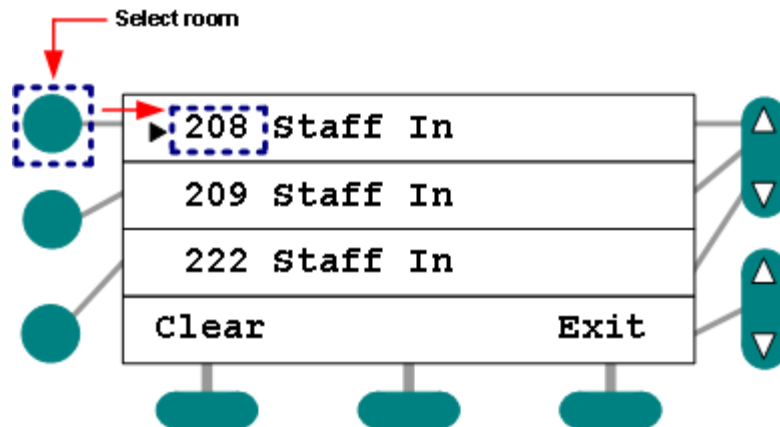 Select room
208 Staff In
209 Staff In
222 Staff In
Clear Exit